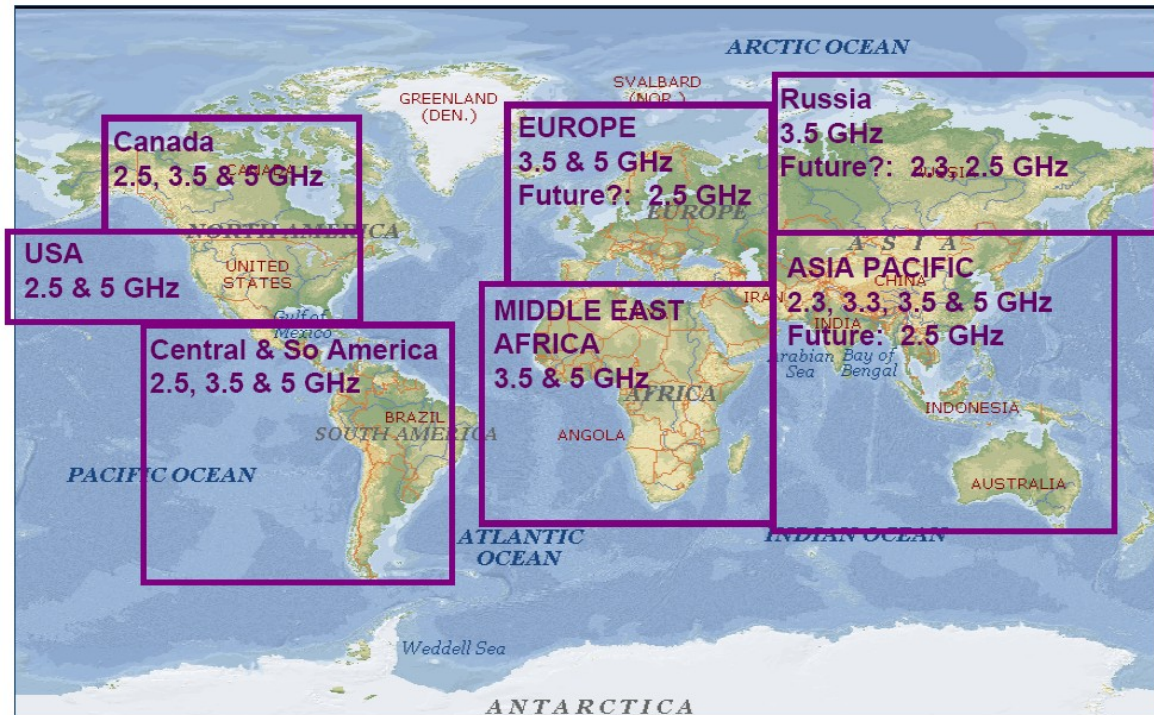 ARCTIC OCEAN
SVALBARD
(NOR.)
GREENLAND
(DEN.)
Russia
3.5 GHz
Future?: 2.3, 2.5 GHz
RUSSIA
EUROPE
3.5 & 5 GHz
Future?: 2.5 GHz
EUROPE
Canada
2.5, 3.5 & 5 GHz
CANADA
NORTH AMERICA
USA
2.5 & 5 GHz
UNITED
STATES
Gulf of
Mexico
ASIA
ASIA PACIFIC
2.3, 3.3, 3.5 & 5 GHz
Future: 2.5 GHz
CHINA
IRAN
INDIA
Arabian
Sea
Bay of
Bengal
MIDDLE EAST
AFRICA
3.5 & 5 GHz
AFRICA
Central & So America
2.5, 3.5 & 5 GHz
BRAZIL
SOUTH AMERICA
ANGOLA
INDONESIA
PACIFIC OCEAN
AUSTRALIA
ATLANTIC
OCEAN
INDIAN OCEAN
Weddell Sea
ANTARCTICA